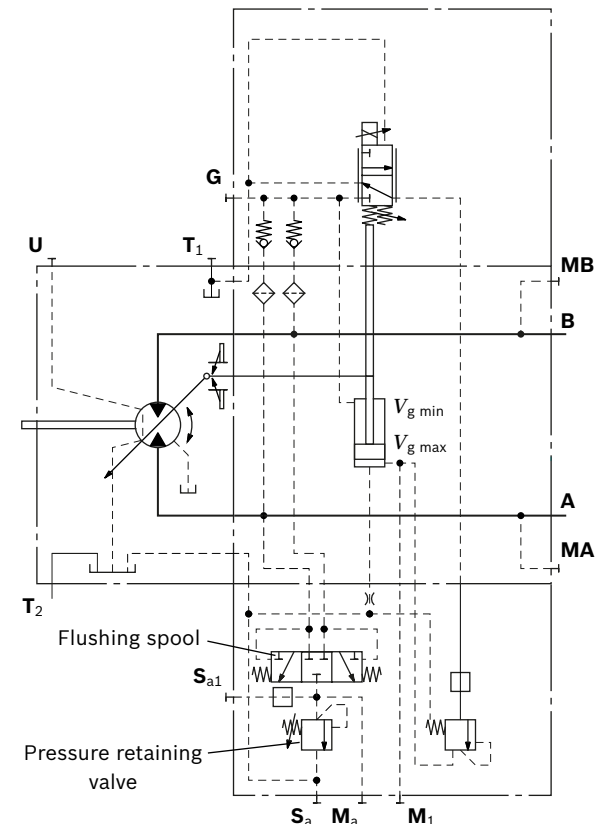 G
U
T1
MB
B
Vg min
Vg max
A
MA
T2
Flushing spool
Sa1
Pressure retaining
valve
Sa
Ma
M1